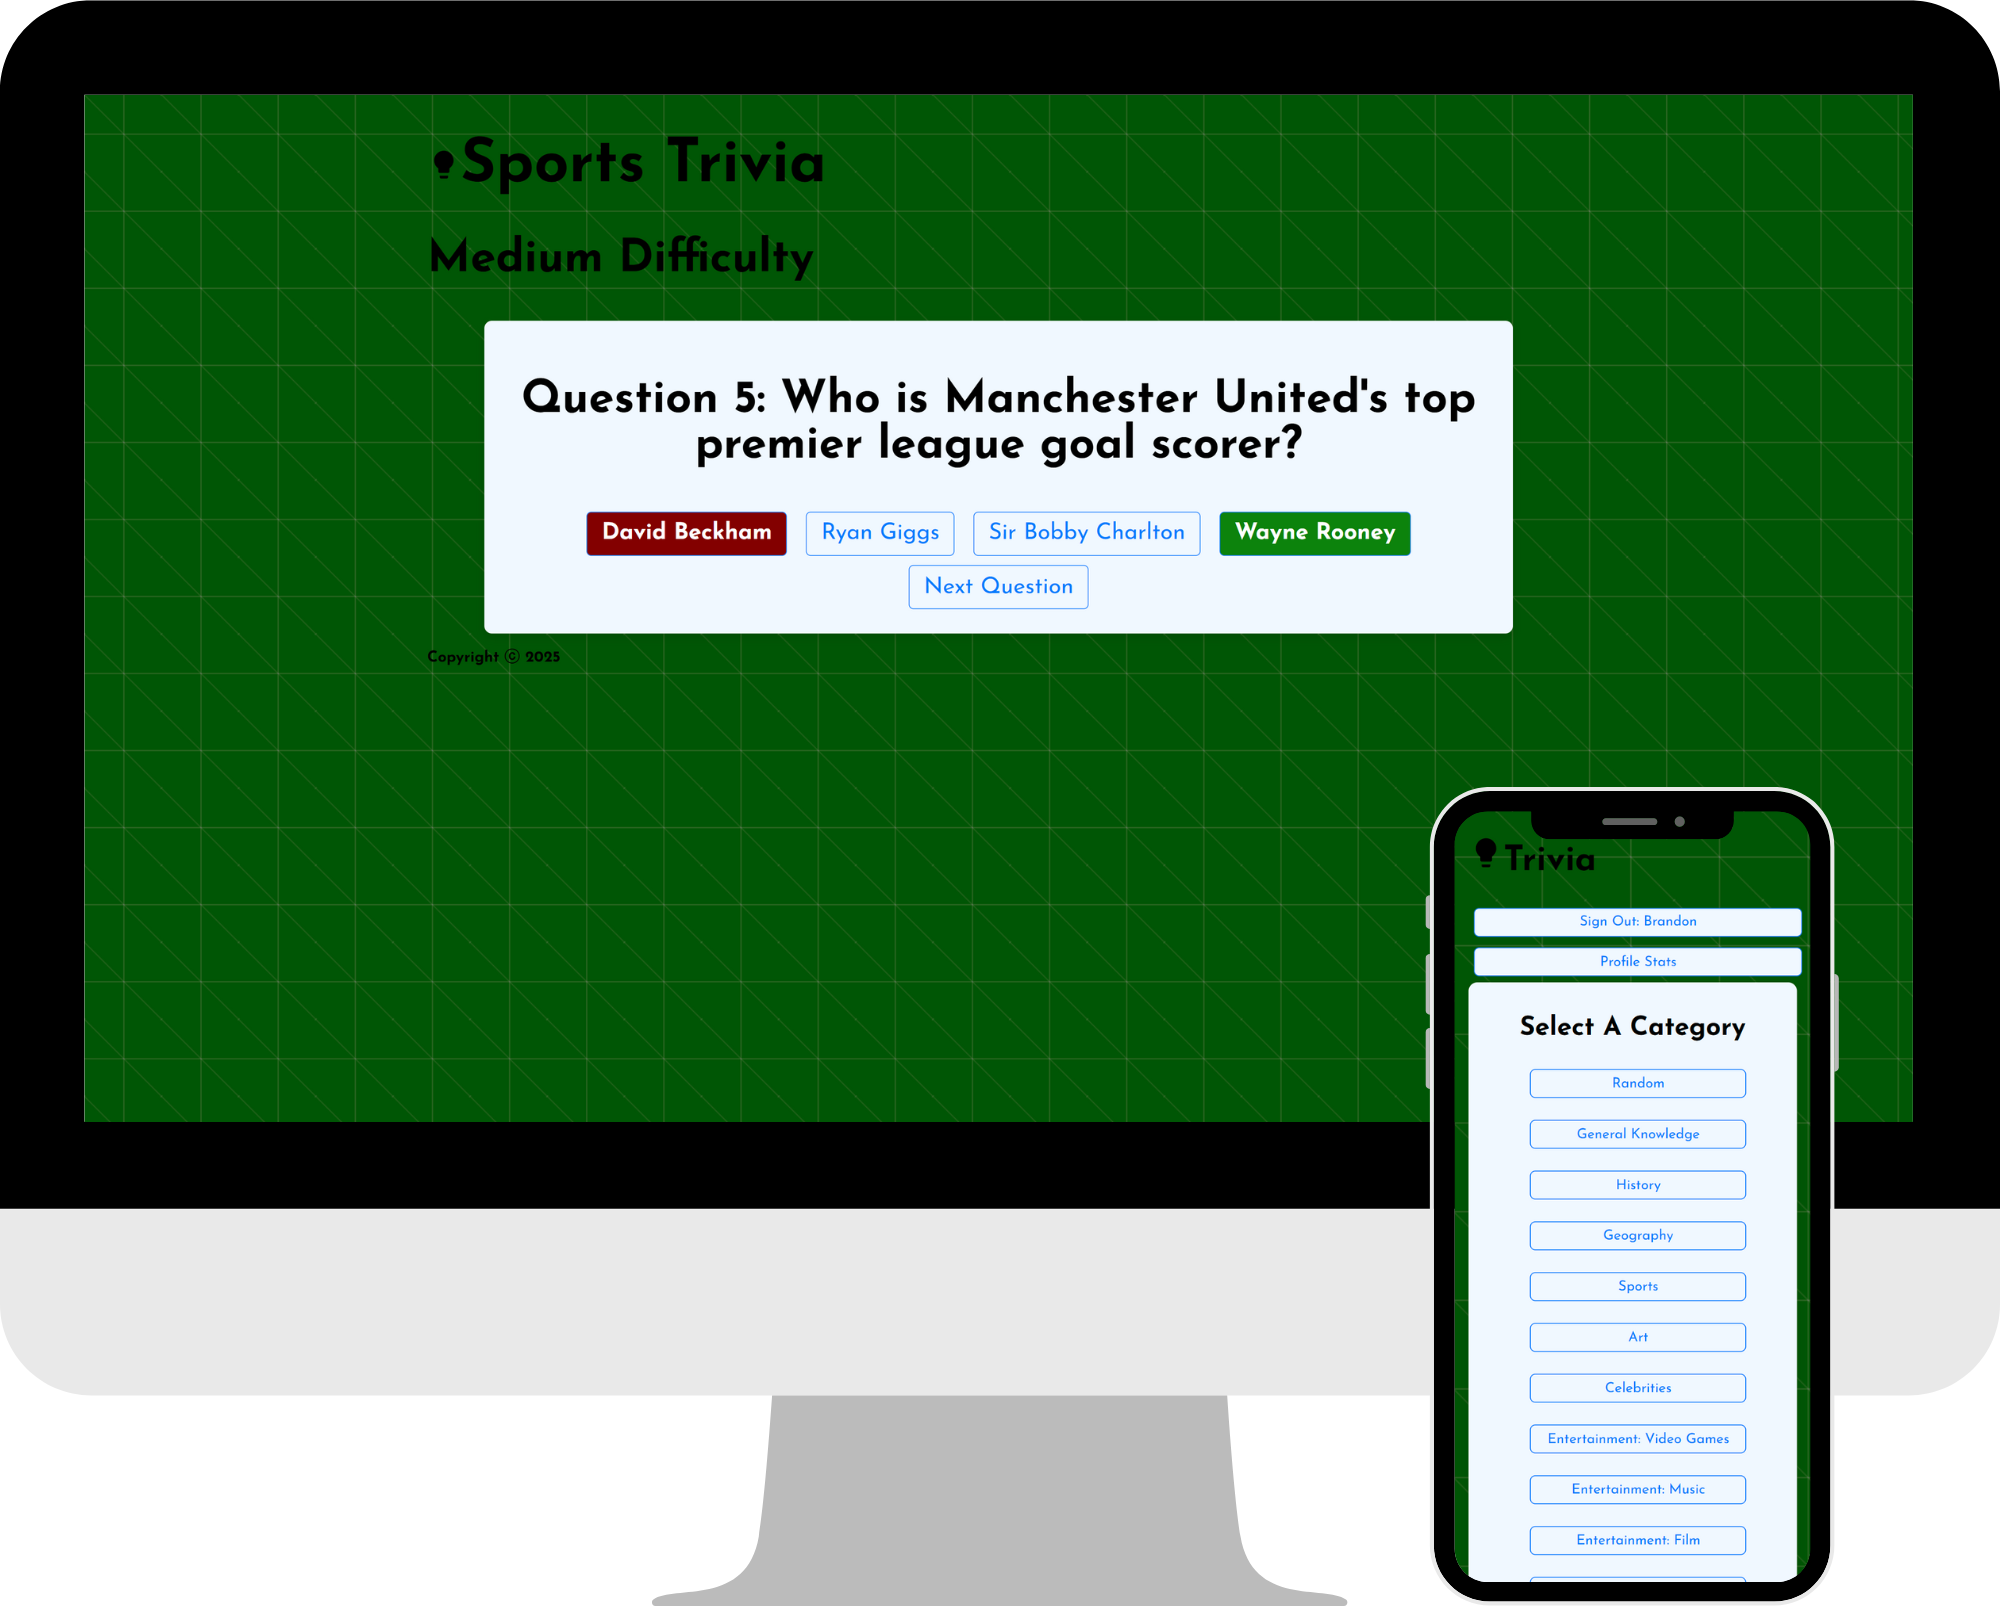 Sports Trivia
Medium Difficulty
Question 5: Who is Manchester United's top
premier league goal scorer?
David Beckham
Ryan Giggs
Sir Bobby Charlton
Wayne Rooney
Next Question
Copyright © 2025
Trivia
Sign Out: Brandon
Profile Stats
Select A Category
Random
General Knowledge
History
Geography
Sports
Art
Celebrities
Entertainment: Video Games
Entertainment: Music
Entertainment: Film